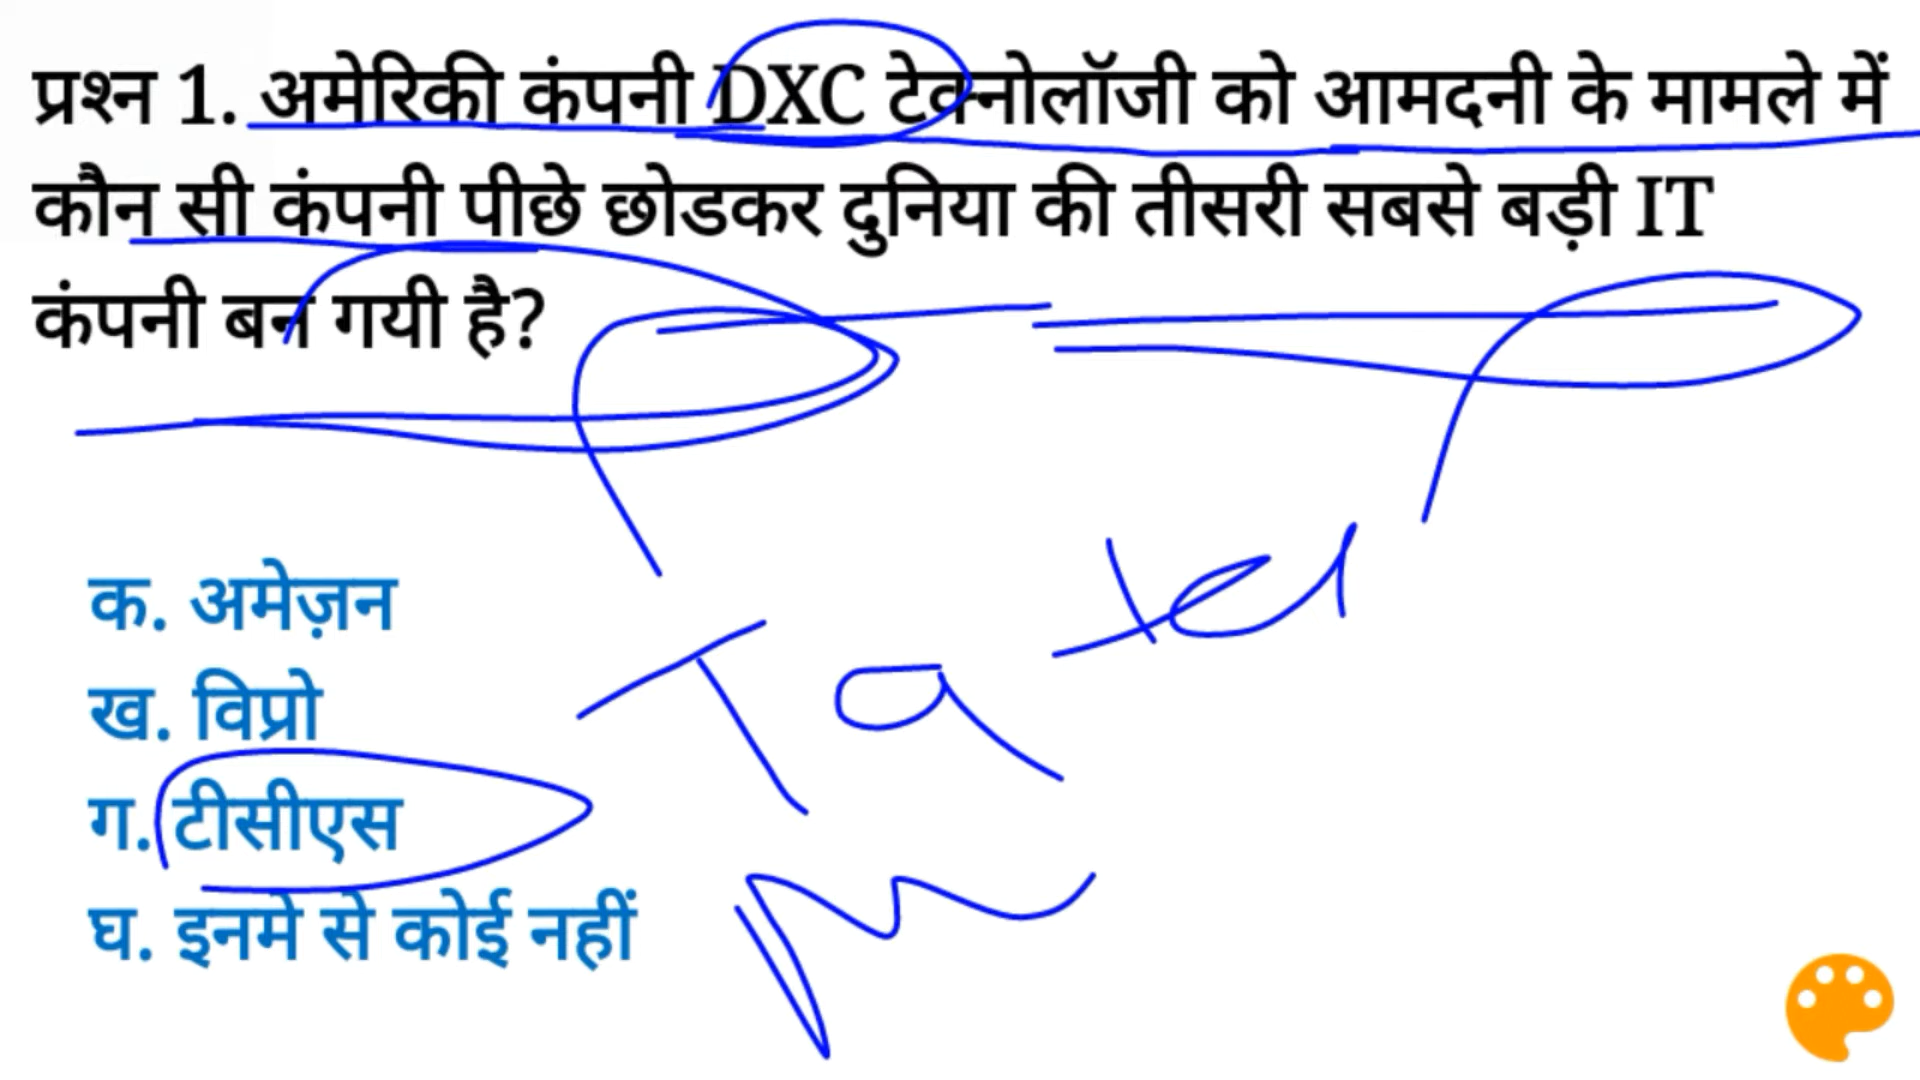 प्रश्न 1. अमेरिकी कंपनी DXC टेक्नोलॉजी को आमदनी के मामले में
कौन सी कंपनी पीछे छोडकर दुनिया की तीसरी सबसे बड़ी IT
कंपनी बन गयी है?
क. अमेज़न
ख. विप्रो
ग. टीसीएस
घ. इनमे से कोई नहीं